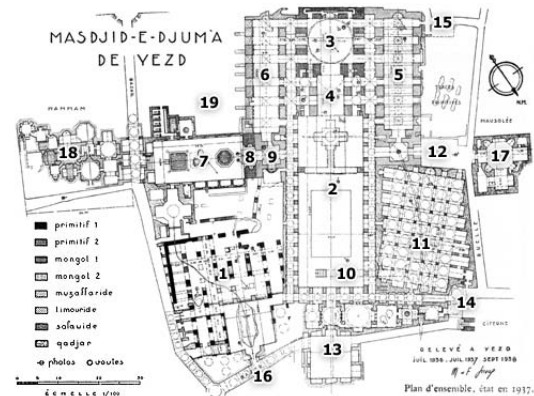 MASDJID-E-DJUM'A
DE YEZD
15
3
6
5
4
19
HAMMAM
N.M.
MAUSOLÉE
18
7
8
9
12
17
2
primitif 1
primitif 2
mongol 1
mongol 2
muzaffaride
timouride
safavide
qadjar
photos voutes
ÉCHELLE 1/100
1
11
10
14
CITERNE
13
16
RELEVÉ A YEZD
JUIL. 1936. JUIL. 1937 SEPT 1938
Plan d'ensemble, état en 1937.